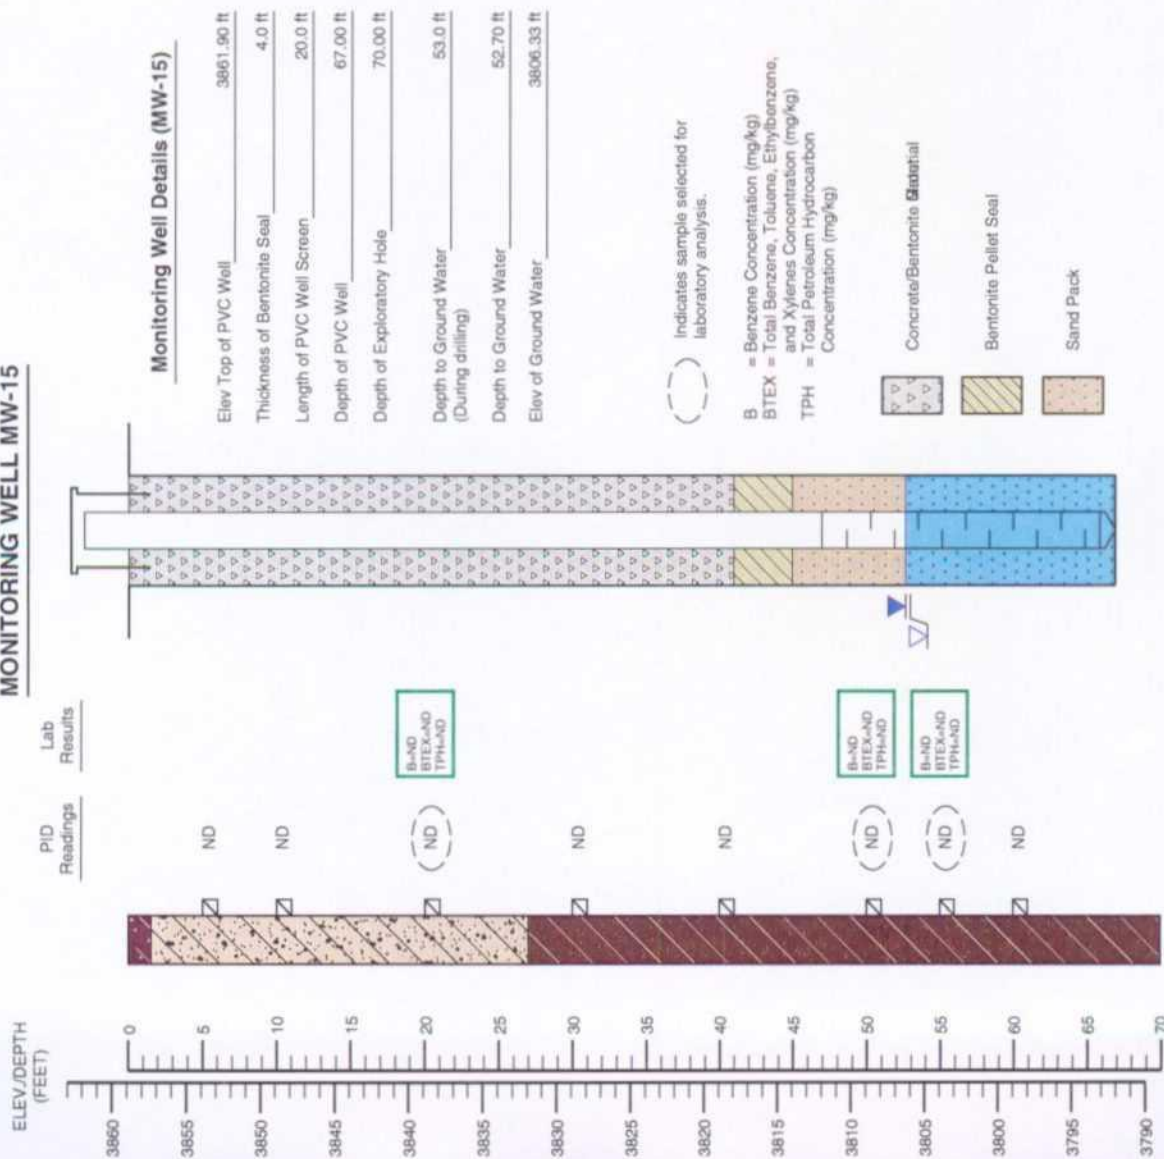 MONITORING WELL MW-15
ELEV./DEPTH
(FEET)
PID
Readings
Lab
Results
3860
3855
3850
3845
3840
3835
3830
3825
3820
3815
3810
3805
3800
3795
3790
0
5
10
15
20
25
30
35
40
45
50
55
60
65
70
ND
ND
ND
ND
ND
ND
ND
ND
B=ND
BTEX=ND
TPH=ND
B=ND
BTEX=ND
TPH=ND
B=ND
BTEX=ND
TPH=ND
Monitoring Well Details (MW-15)
Elev Top of PVC Well 3861.90 ft
Thickness of Bentonite Seal 4.0 ft
Length of PVC Well Screen 20.0 ft
Depth of PVC Well 67.00 ft
Depth of Exploratory Hole 70.00 ft
Depth to Ground Water 53.0 ft
(During drilling)
Depth to Ground Water 52.70 ft
Elev of Ground Water 3806.33 ft
Indicates sample selected for
laboratory analysis.
B = Benzene Concentration (mg/kg)
BTEX = Total Benzene, Toluene, Ethylbenzene,
and Xylenes Concentration (mg/kg)
TPH = Total Petroleum Hydrocarbon
Concentration (mg/kg)
Concrete/Bentonite
Bentonite Pellet Seal
Sand Pack